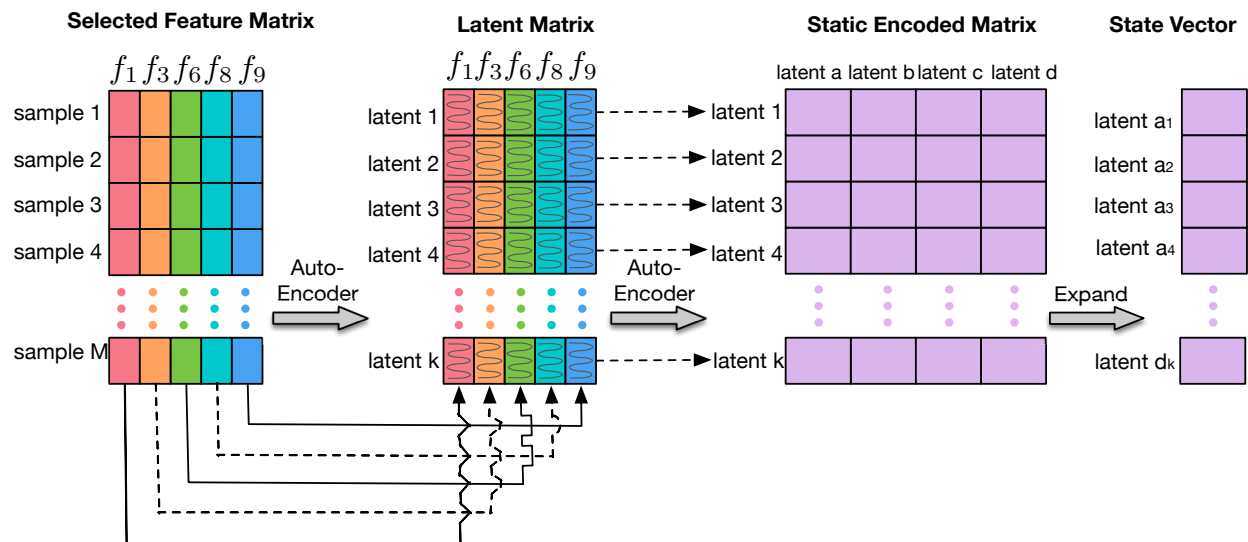 Selected Feature Matrix
f1 f3 f6 f8 f9
sample 1
sample 2
sample 3
sample 4
sample M
Auto-
Encoder
Latent Matrix
f1 f3 f6 f8 f9
latent 1
latent 2
latent 3
latent 4
latent k
Auto-
Encoder
Static Encoded Matrix
latent a latent b latent c latent d
latent 1
latent 2
latent 3
latent 4
latent k
Expand
State Vector
latent a1
latent a2
latent a3
latent a4
latent dk